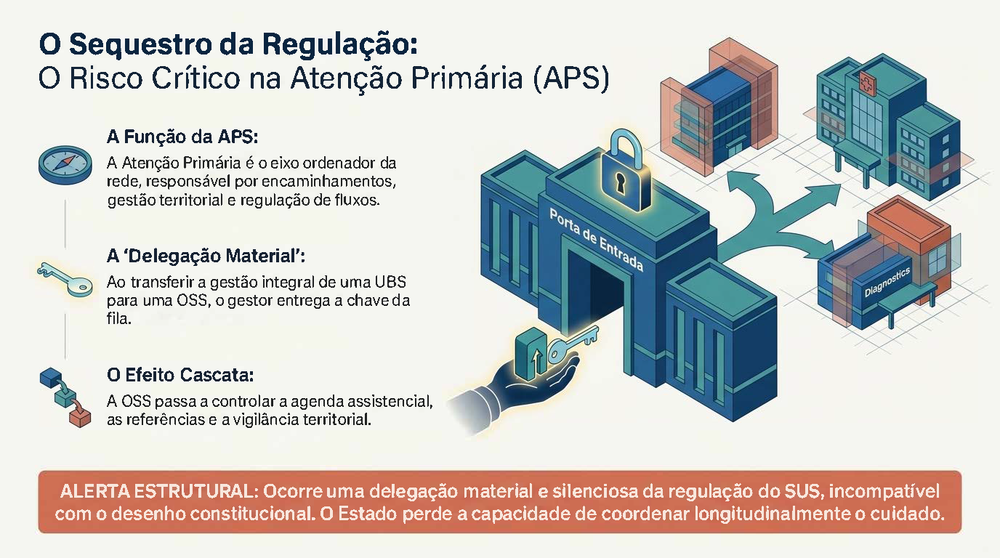 O Sequestro da Regulação:
O Risco Crítico na Atenção Primária (APS)
A Função da APS:
A Atenção Primária é o eixo ordenador da
rede, responsável por encaminhamentos,
gestão territorial e regulação de fluxos.
A ‘Delegação Material’:
Ao transferir a gestão integral de uma UBS
para uma OSS, o gestor entrega a chave da
fila.
O Efeito Cascata:
A OSS passa a controlar a agenda assistencial,
as referências e a vigilância territorial.
Porta de Entrada
Diagnostics
ALERTA ESTRUTURAL: Ocorre uma delegação material e silenciosa da regulação do SUS, incompatível
com o desenho constitucional. O Estado perde a capacidade de coordenar longitudinalmente o cuidado.